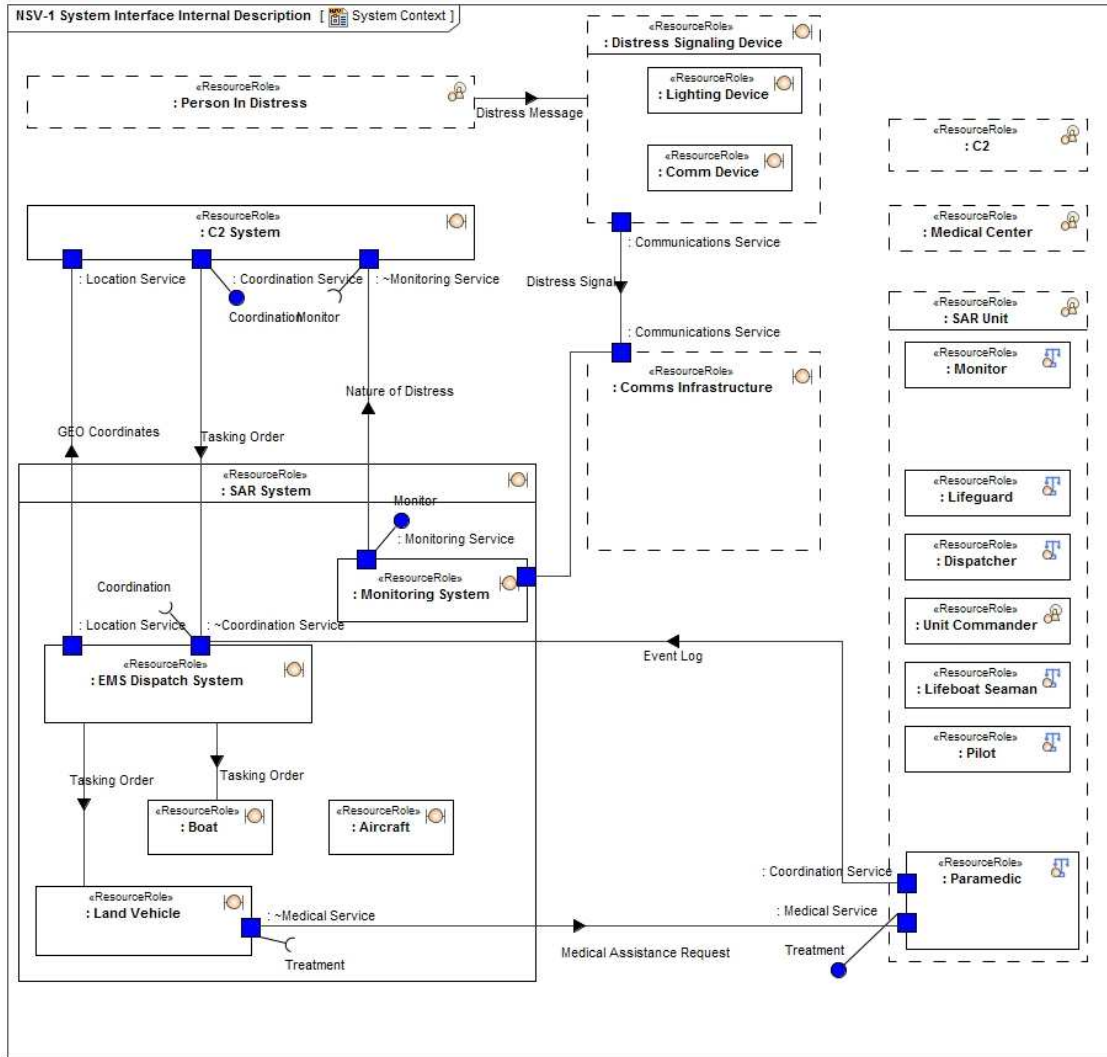 NSV-1 System Interface Internal Description [ System Context ]
«ResourceRole»
: Distress Signaling Device
«ResourceRole»
: Person In Distress
Distress Message
«ResourceRole»
: Lighting Device
«ResourceRole»
: Comm Device
«ResourceRole»
: C2
«ResourceRole»
: Medical Center
«ResourceRole»
: C2 System
: Communications Service
: Location Service
: Coordination Service
: ~Monitoring Service
Distress Signal
Coordination
Monitor
: Communications Service
«ResourceRole»
: SAR Unit
«ResourceRole»
: Monitor
«ResourceRole»
: Comms Infrastructure
Nature of Distress
GEO Coordinates
Tasking Order
«ResourceRole»
: SAR System
Monitor
: Monitoring Service
«ResourceRole»
: Monitoring System
«ResourceRole»
: Lifeguard
«ResourceRole»
: Dispatcher
Coordination
: Location Service
: ~Coordination Service
«ResourceRole»
: Unit Commander
Event Log
«ResourceRole»
: EMS Dispatch System
«ResourceRole»
: Lifeboat Seaman
«ResourceRole»
: Pilot
Tasking Order
Tasking Order
«ResourceRole»
: Boat
«ResourceRole»
: Aircraft
: Coordination Service
«ResourceRole»
: Paramedic
«ResourceRole»
: Land Vehicle
: ~Medical Service
: Medical Service
Medical Assistance Request
Treatment
Treatment